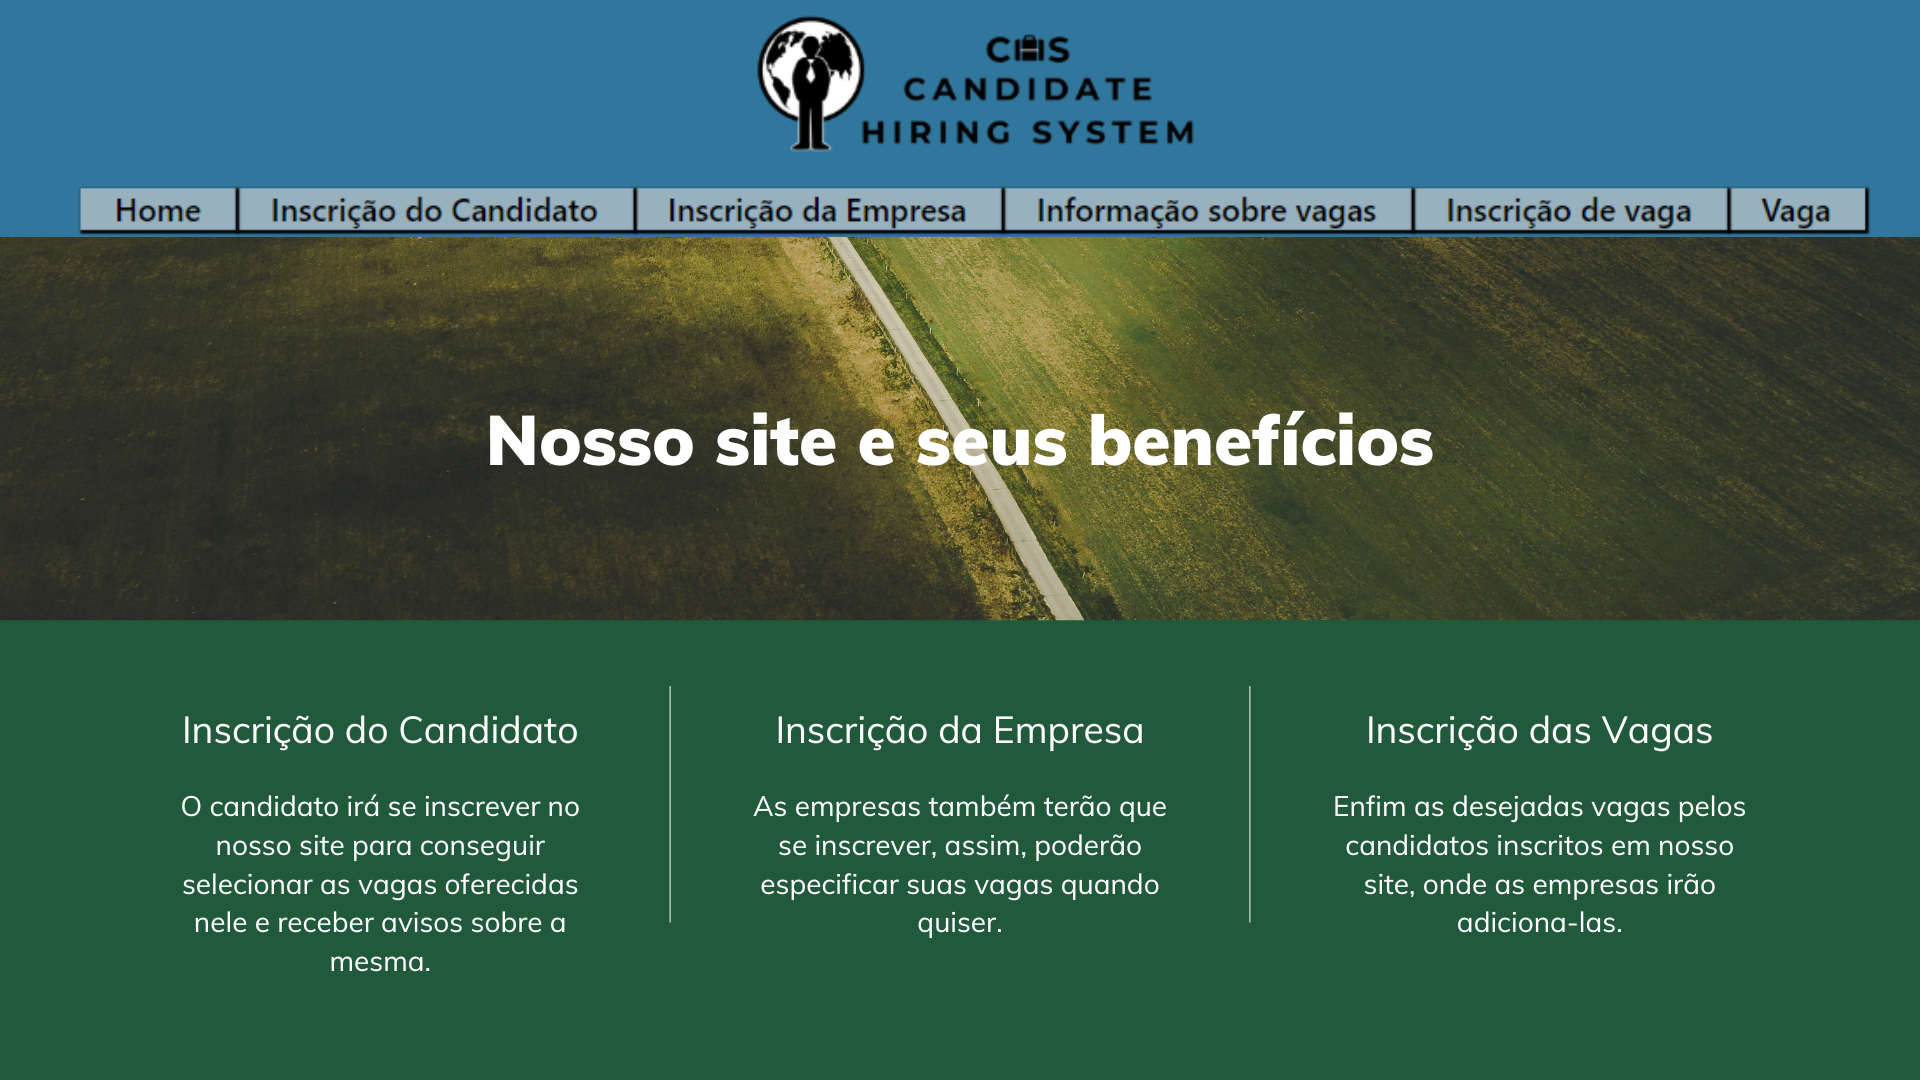 CHS
CANDIDATE
HIRING SYSTEM
Home Inscrição do Candidato Inscrição da Empresa Informação sobre vagas Inscrição de vaga Vaga
Nosso site e seus benefícios
Inscrição do Candidato
O candidato irá se inscrever no
nosso site para conseguir
selecionar as vagas oferecidas
nele e receber avisos sobre a
mesma.
Inscrição da Empresa
As empresas também terão que
se inscrever, assim, poderão
especificar suas vagas quando
quiser.
Inscrição das Vagas
Enfim as desejadas vagas pelos
candidatos inscritos em nosso
site, onde as empresas irão
adiciona-las.